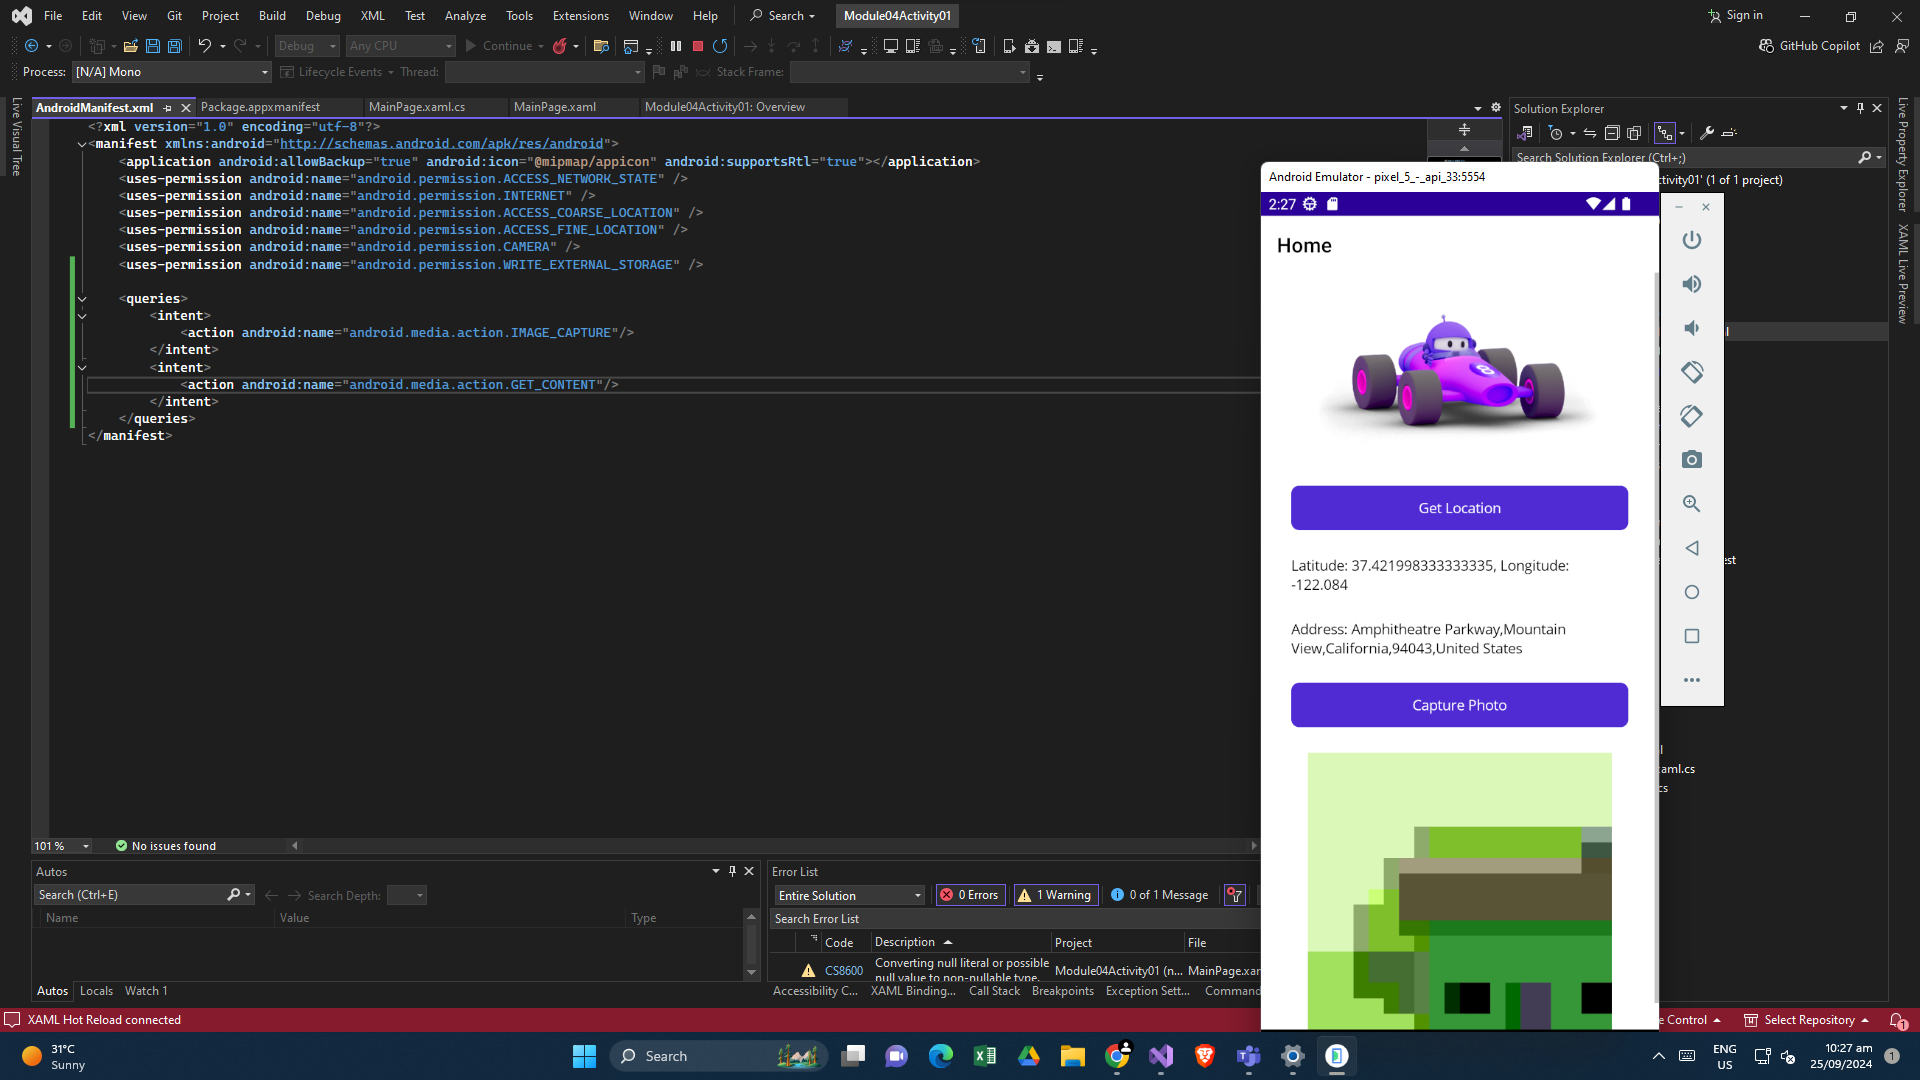 File Edit View Git Project Build Debug XML Test Analyze Tools Extensions Window Help Search Module04Activity01 Sign in
Debug Any CPU Continue GitHub Copilot
Process: [N/A] Mono Lifecycle Events Thread: Stack Frame:
Live Visual Tree
AndroidManifest.xml Package.appxmanifest MainPage.xaml.cs MainPage.xaml Module04Activity01: Overview
<?xml version="1.0" encoding="utf-8"?>
<manifest xmlns:android="http://schemas.android.com/apk/res/android">
<application android:allowBackup="true" android:icon="@mipmap/appicon" android:supportsRtl="true"></application>
<uses-permission android:name="android.permission.ACCESS_NETWORK_STATE" />
<uses-permission android:name="android.permission.INTERNET" />
<uses-permission android:name="android.permission.ACCESS_COARSE_LOCATION" />
<uses-permission android:name="android.permission.ACCESS_FINE_LOCATION" />
<uses-permission android:name="android.permission.CAMERA" />
<uses-permission android:name="android.permission.WRITE_EXTERNAL_STORAGE" />
<queries>
<intent>
<action android:name="android.media.action.IMAGE_CAPTURE"/>
</intent>
<intent>
<action android:name="android.media.action.GET_CONTENT"/>
</intent>
</queries>
</manifest>
101 % No issues found
Solution Explorer
Search Solution Explorer (Ctrl+;)
ctivity01' (1 of 1 project)
est
aml.cs
cs
Live Property Explorer
XAML Live Preview
Android Emulator - pixel_5_-_api_33:5554
2:27
Home
8
Get Location
Latitude: 37.421998333333335, Longitude:
-122.084
Address: Amphitheatre Parkway,Mountain
View,California,94043,United States
Capture Photo
Autos
Search (Ctrl+E) Search Depth:
Name Value Type
Autos Locals Watch 1
Error List
Entire Solution 0 Errors 1 Warning 0 of 1 Message
Search Error List
Code Description Project File
CS8600 Converting null literal or possible
null value to non-nullable type. Module04Activity01 (n... MainPage.xar
Accessibility C... XAML Binding... Call Stack Breakpoints Exception Sett... Command
XAML Hot Reload connected
e Control Select Repository 1
31°C
Sunny
Search
ENG
US
10:27 am
25/09/2024
1